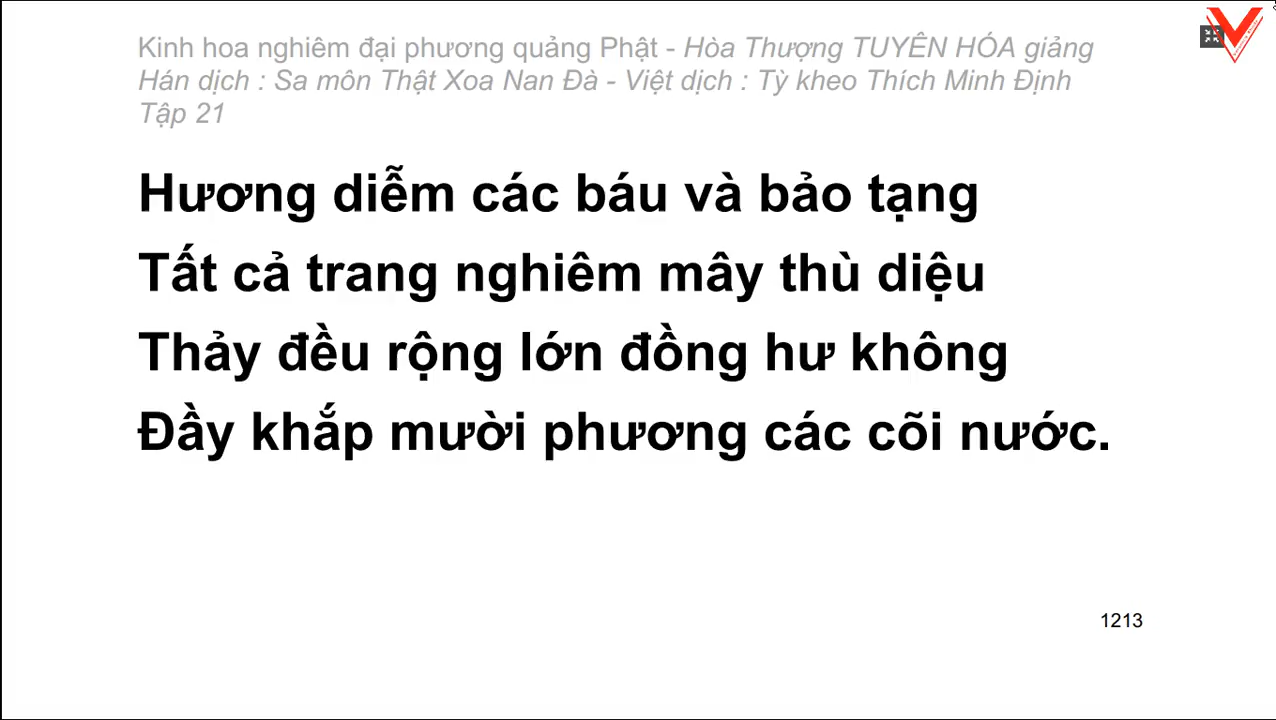 Kinh hoa nghiêm đại phương quảng Phật - Hòa Thượng TUYÊN HÓA giảng
Hán dịch : Sa môn Thật Xoa Nan Đà - Việt dịch : Tỳ kheo Thích Minh Định
Tập 21
Hương diễm các báu và bảo tạng
Tất cả trang nghiêm mây thù diệu
Thảy đều rộng lớn đồng hư không
Đầy khắp mười phương các cõi nước.
1213